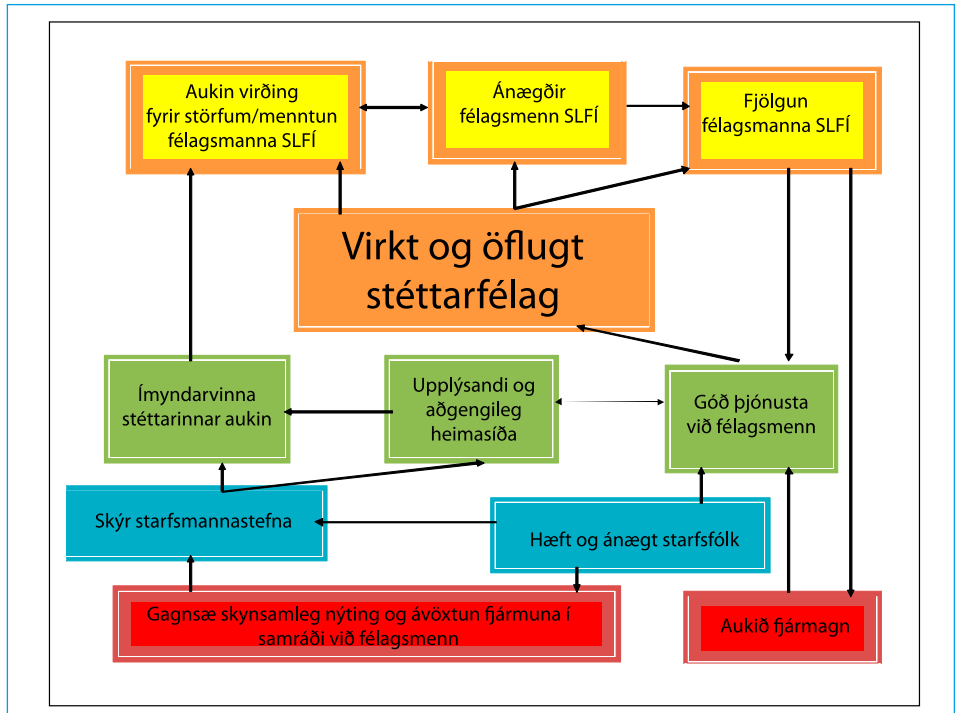 Aukin virðing
fyrir störfum/menntun
félagsmanna SLFÍ
Ánægðir
félagsmenn SLFÍ
Fjölgun
félagsmanna SLFÍ
Virkt og öflugt
stéttarfélag
Ímyndarvinna
stéttarinnar aukin
Upplýsandi og
aðgengileg
heimasíða
Góð þjónusta
við félagsmenn
Skýr starfsmannastefna
Hæft og ánægt starfsfólk
Gagnsæ skynsamleg nýting og ávöxtun fjármuna í
samráði við félagsmenn
Aukið fjármagn